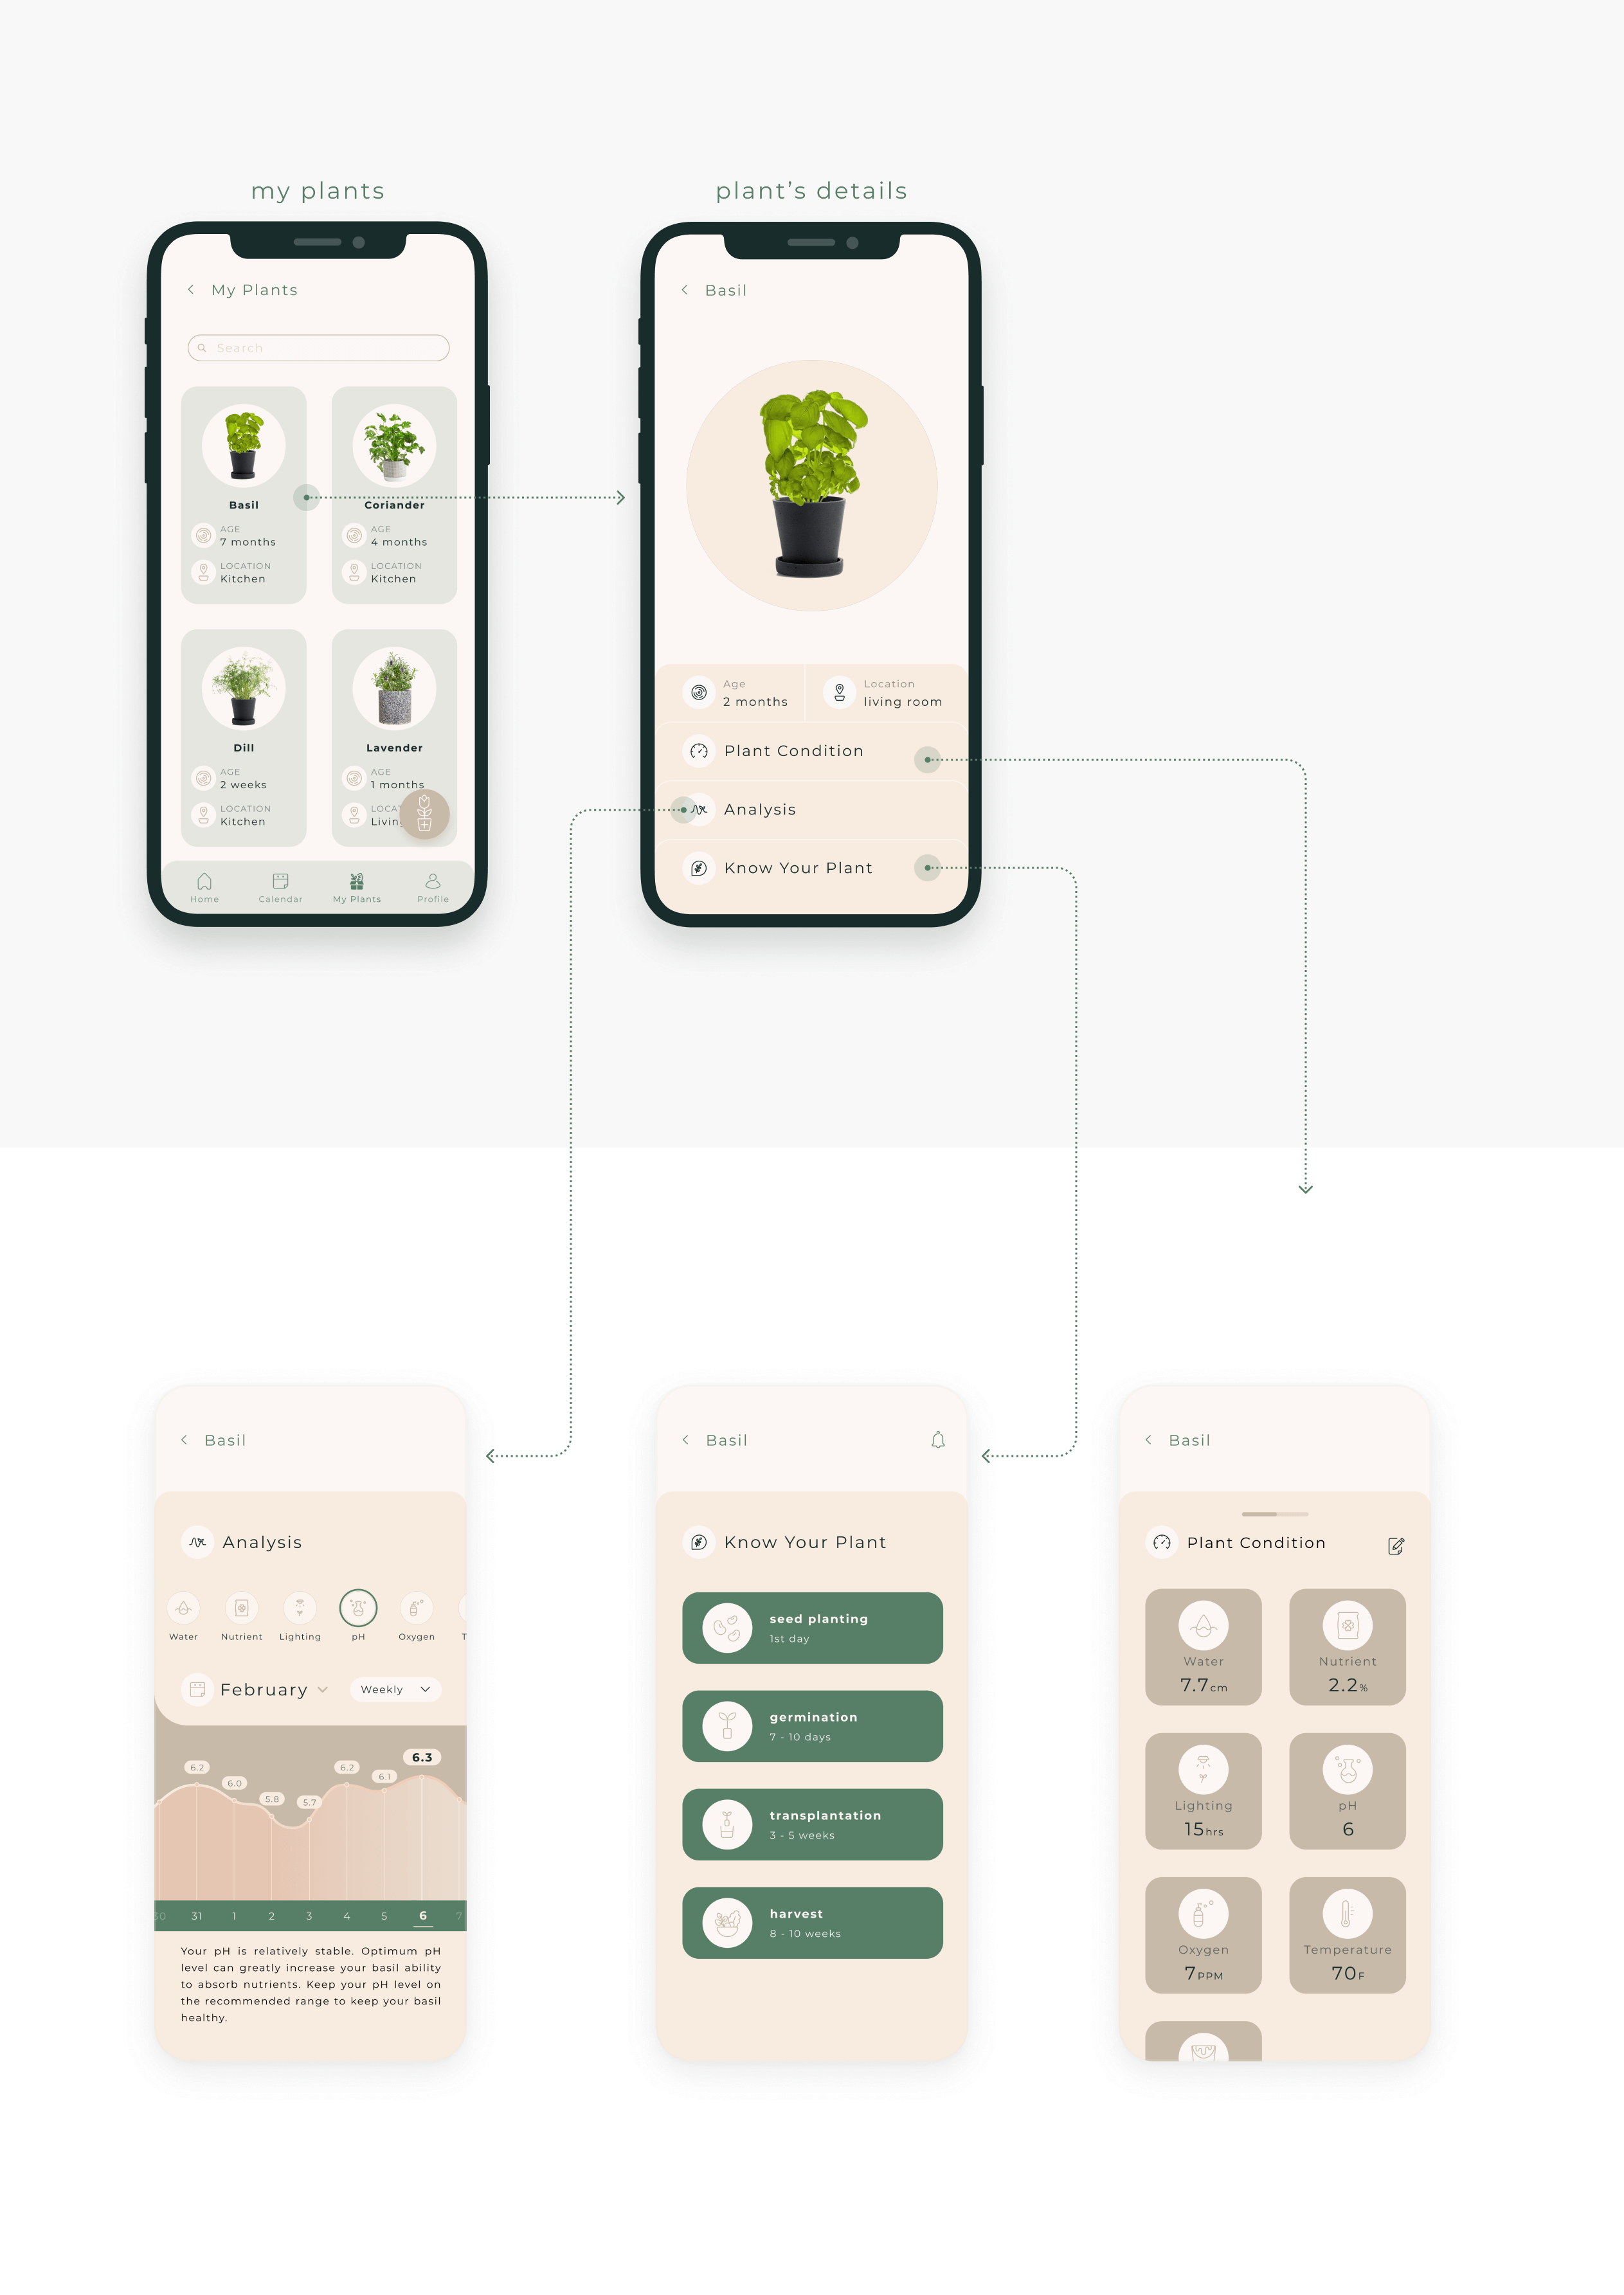 my plants
plant’s details
My Plants
Search
Basil
AGE
7 months
LOCATION
Kitchen
Coriander
AGE
4 months
LOCATION
Kitchen
Dill
AGE
2 weeks
LOCATION
Kitchen
Lavender
AGE
1 months
LOCAT
Living
Home
Calendar
My Plants
Profile
Basil
Age
2 months
Location
living room
Plant Condition
Analysis
Know Your Plant
Basil
Analysis
Water
Nutrient
Lighting
pH
Oxygen
T
February
Weekly
6.2
6.0
5.8
5.7
6.2
6.1
6.3
30 31 1 2 3 4 5 6 7
Your pH is relatively stable. Optimum pH
level can greatly increase your basil ability
to absorb nutrients. Keep your pH level on
the recommended range to keep your basil
healthy.
Basil
Know Your Plant
seed planting
1st day
germination
7 - 10 days
transplantation
3 - 5 weeks
harvest
8 - 10 weeks
Basil
Plant Condition
Water
7.7cm
Nutrient
2.2%
Lighting
15hrs
pH
6
Oxygen
7PPM
Temperature
70F